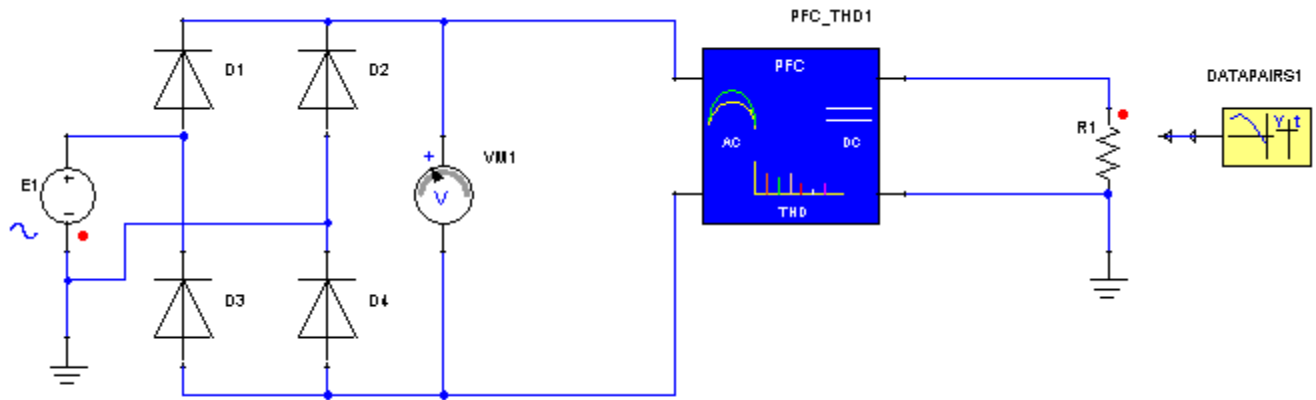 PFC_THD1
D1
D2
PFC
AC
DC
THD
DATAPAIRS1
Y t
R1
E1
+
−
+
V
VM1
D3
D4